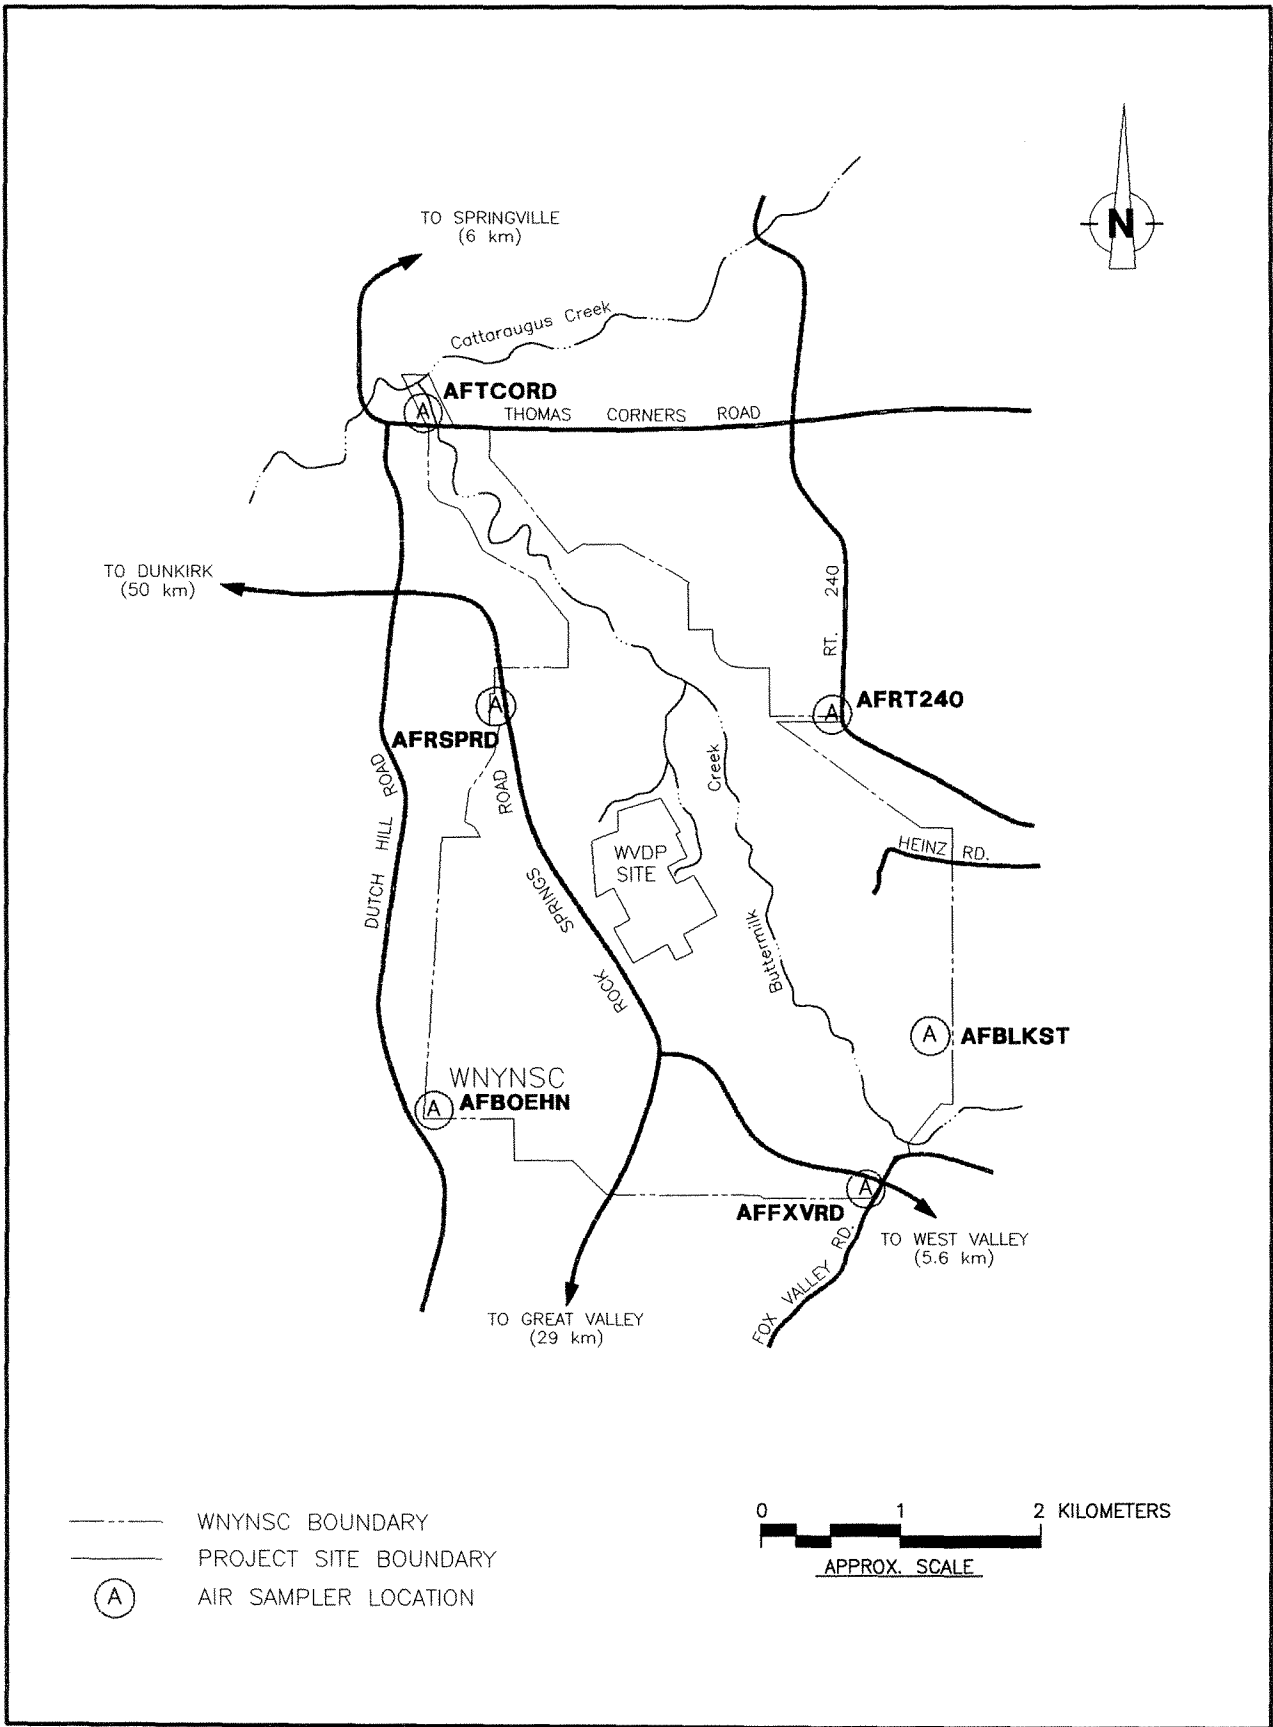 N
TO SPRINGVILLE
(6 km)
Cattaraugus Creek
AFTCORD
A
THOMAS CORNERS ROAD
TO DUNKIRK
(50 km)
RT. 240
A
AFRT240
A
AFRSPRD
DUTCH HILL ROAD
ROCK SPRINGS ROAD
Buttermilk Creek
WVDP
SITE
HEINZ RD.
A
AFBLKST
WNYNSC
A
AFBOEHN
A
AFFXVRD
TO WEST VALLEY
(5.6 km)
FOX VALLEY RD.
TO GREAT VALLEY
(29 km)
WNYNSC BOUNDARY
PROJECT SITE BOUNDARY
A
AIR SAMPLER LOCATION
0 1 2 KILOMETERS
APPROX. SCALE